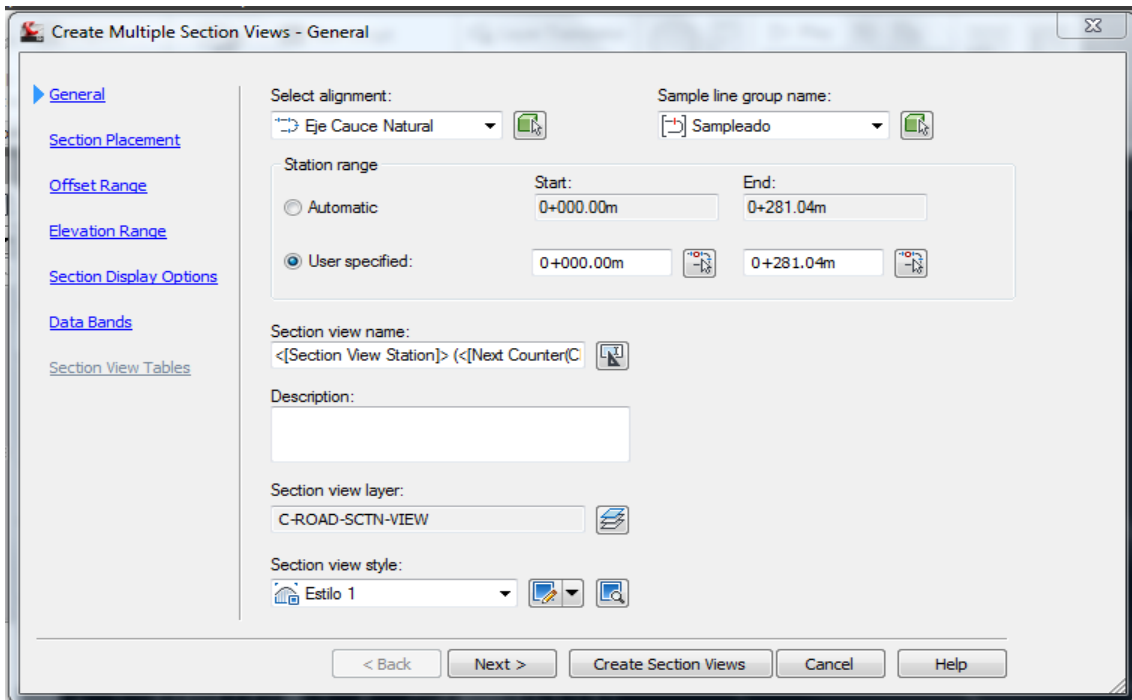 Create Multiple Section Views - General
General
Section Placement
Offset Range
Elevation Range
Section Display Options
Data Bands
Section View Tables
Select alignment:
Sample line group name:
Eje Cauce Natural
Sampleado
Station range
Start:
End:
Automatic
0+000.00m
0+281.04m
User specified:
0+000.00m
0+281.04m
Section view name:
<[Section View Station]> (<[Next Counter(C
Description:
Section view layer:
C-ROAD-SCTN-VIEW
Section view style:
Estilo 1
< Back
Next >
Create Section Views
Cancel
Help